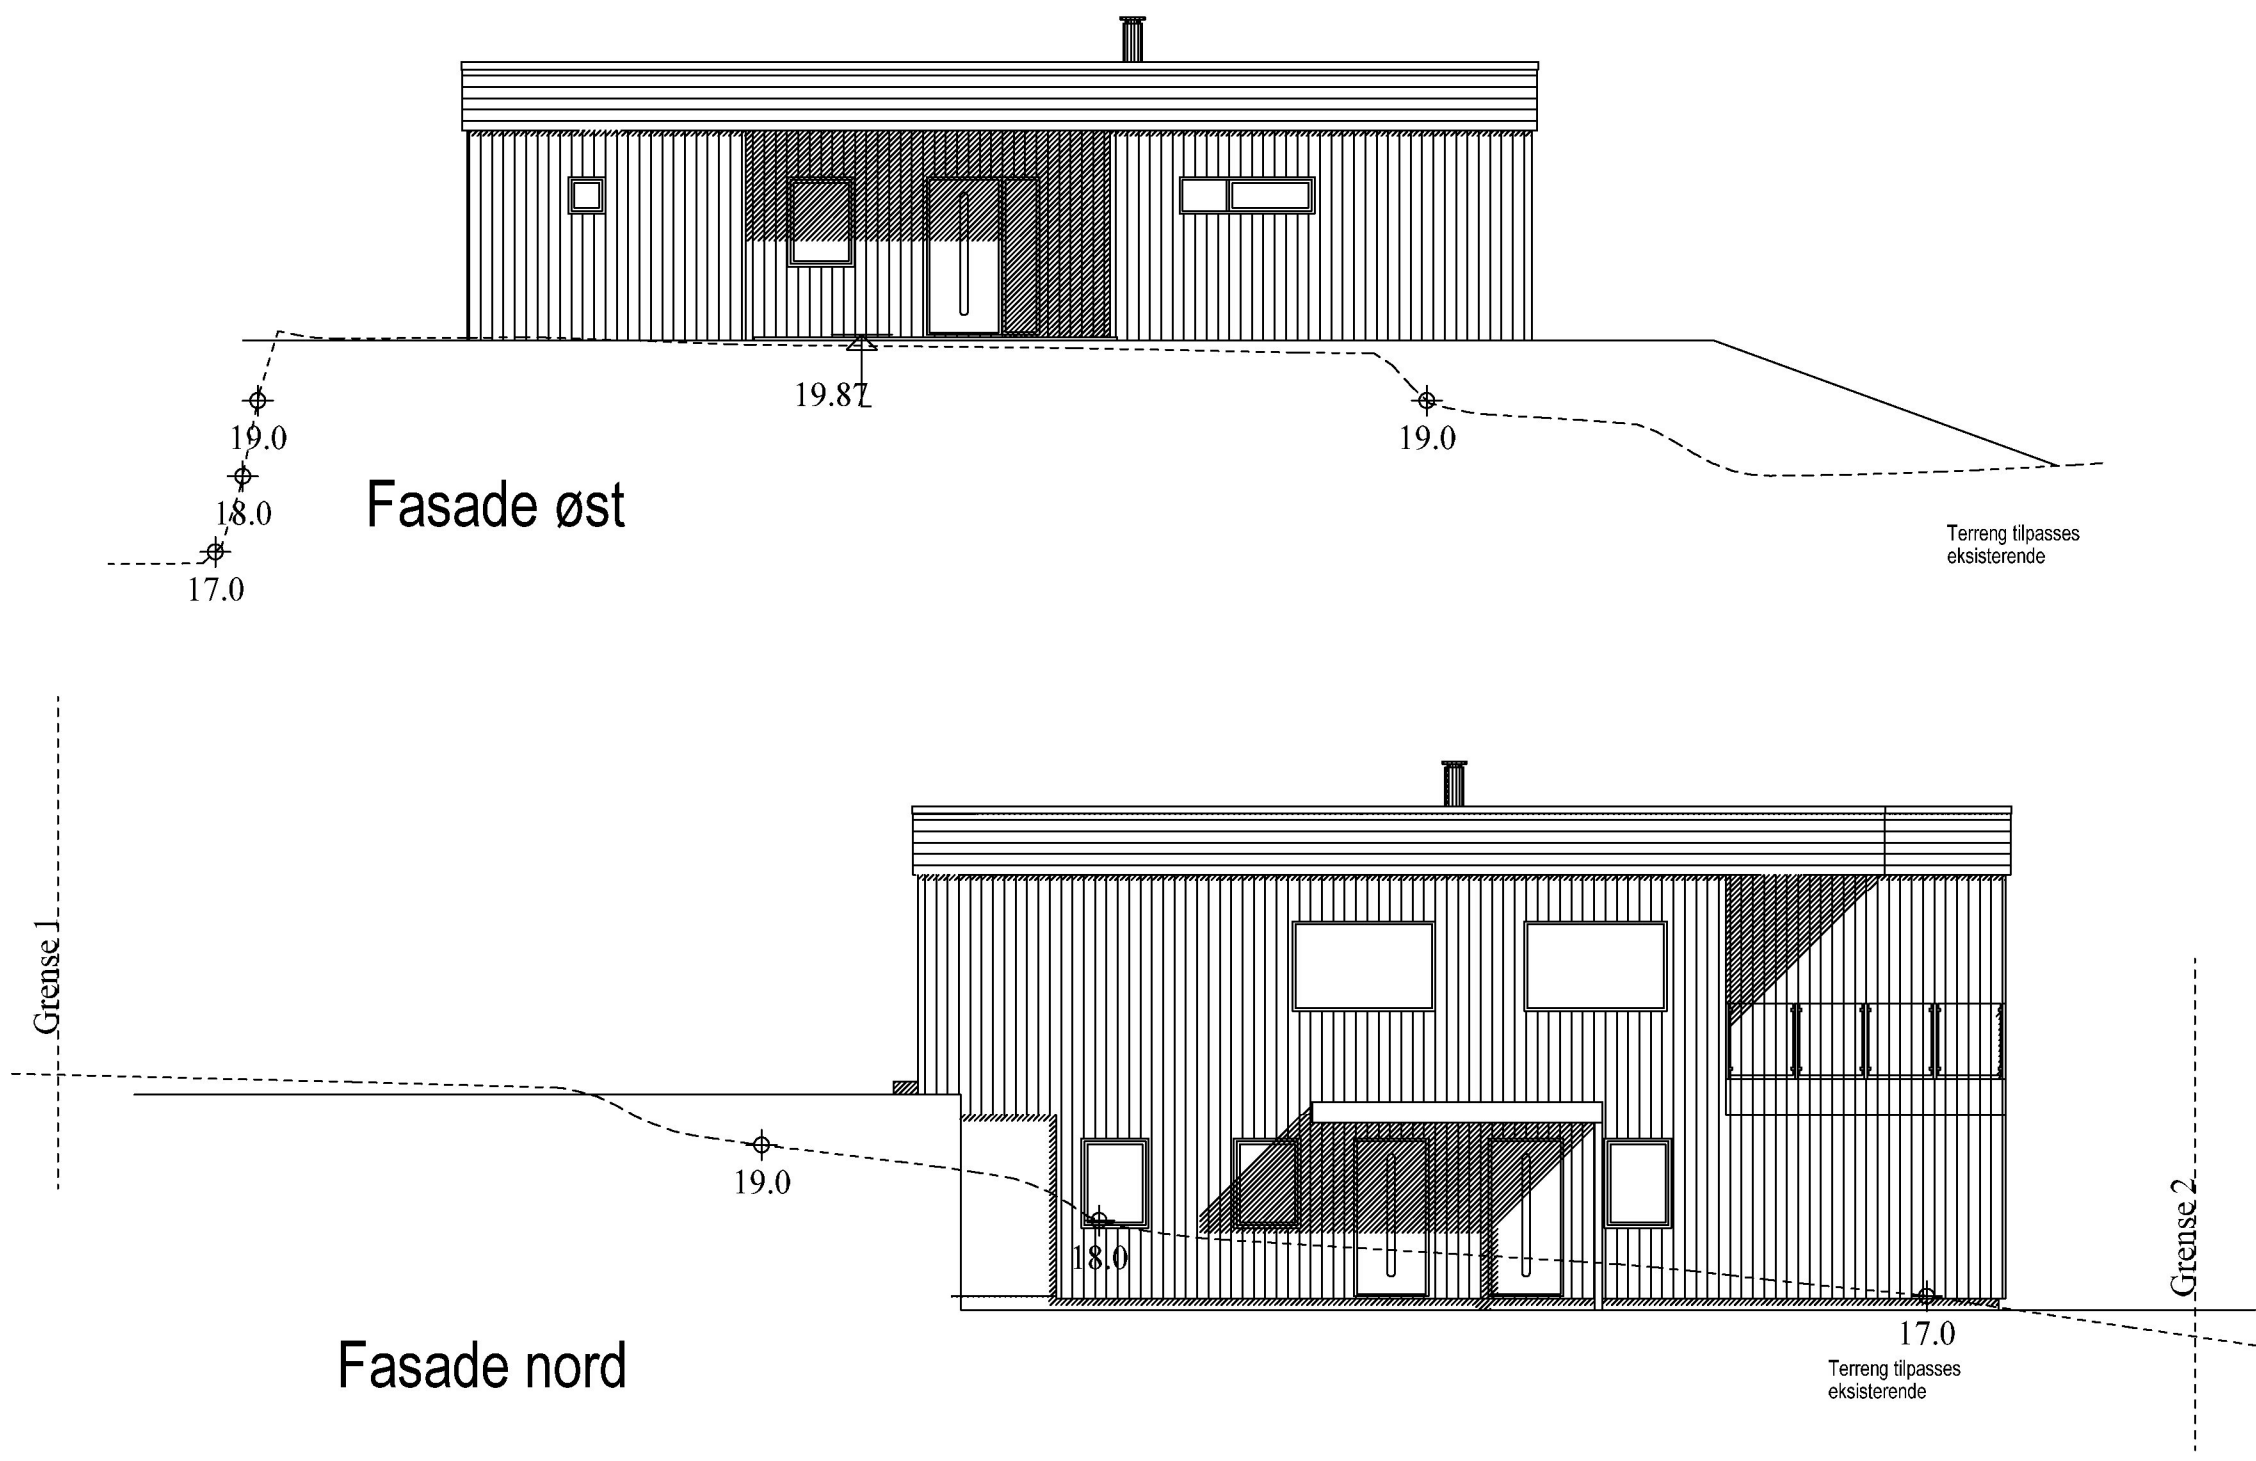 19.87
19.0
19.0
18.0
Fasade øst
Terreng tilpasses
eksisterende
17.0
Grense 1
19.0
Grense 2
18.0
17.0
Fasade nord
Terreng tilpasses
eksisterende